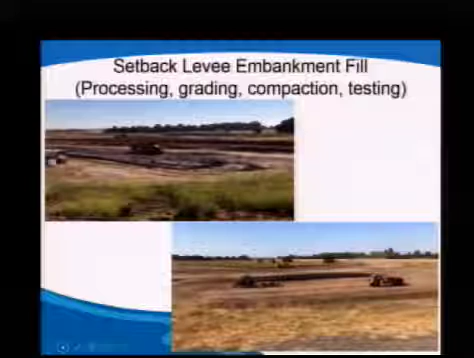 Setback Levee Embankment Fill
(Processing, grading, compaction, testing)